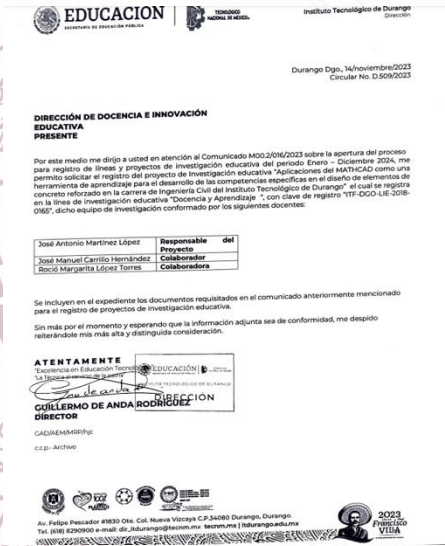 EDUCACIÓN
SECRETARÍA DE EDUCACIÓN PÚBLICA
TECNOLÓGICO
NACIONAL DE MÉXICO
Instituto Tecnológico de Durango
Dirección
Durango Dgo., 14/noviembre/2023
Circular No. D.509/2023
DIRECCIÓN DE DOCENCIA E INNOVACIÓN
EDUCATIVA
PRESENTE
Por este medio me dirijo a usted en atención al Comunicado M00.2/016/2023 sobre la apertura del proceso
para registro de líneas y proyectos de investigación educativa del periodo Enero – Diciembre 2024, me
permito solicitar el registro del proyecto de Investigación educativa "Aplicaciones del MATHCAD como una
herramienta de aprendizaje para el desarrollo de las competencias específicas en el diseño de elementos de
concreto reforzado en la carrera de Ingeniería Civil del Instituto Tecnológico de Durango" el cual se registra
en la línea de investigación educativa "Docencia y Aprendizaje ", con clave de registro "ITF-DGO-LIE-2018-
0165", dicho equipo de investigación conformado por los siguientes docentes:
José Antonio Martínez López Responsable del
Proyecto
José Manuel Carrillo Hernández Colaborador
Roció Margarita López Torres Colaboradora
Se incluyen en el expediente los documentos requisitados en el comunicado anteriormente mencionado
para el registro de proyectos de investigación educativa.
Sin más por el momento y esperando que la información adjunta sea de conformidad, me despido
reiterándole mis más alta y distinguida consideración.
ATENTAMENTE
"Excelencia en Educación Tecnol
"La Técnica al servicio de la patria"
EDUCACIÓN
INSTITUTO TECNOLÓGICO DE DURANGO
DIRECCIÓN
GUILLERMO DE ANDA RODRÍGUEZ
DIRECTOR
GAD/AEM/MRP/hjc
c.c.p.- Archivo
Av. Felipe Pescador #1830 Ote. Col. Nueva Vizcaya C.P.34080 Durango, Durango.
Tel. (618) 8290900 e-mail: dir_itdurango@tecnm.mx tecnm.mx | itdurango.edu.mx
2023
Francisco
VILLA